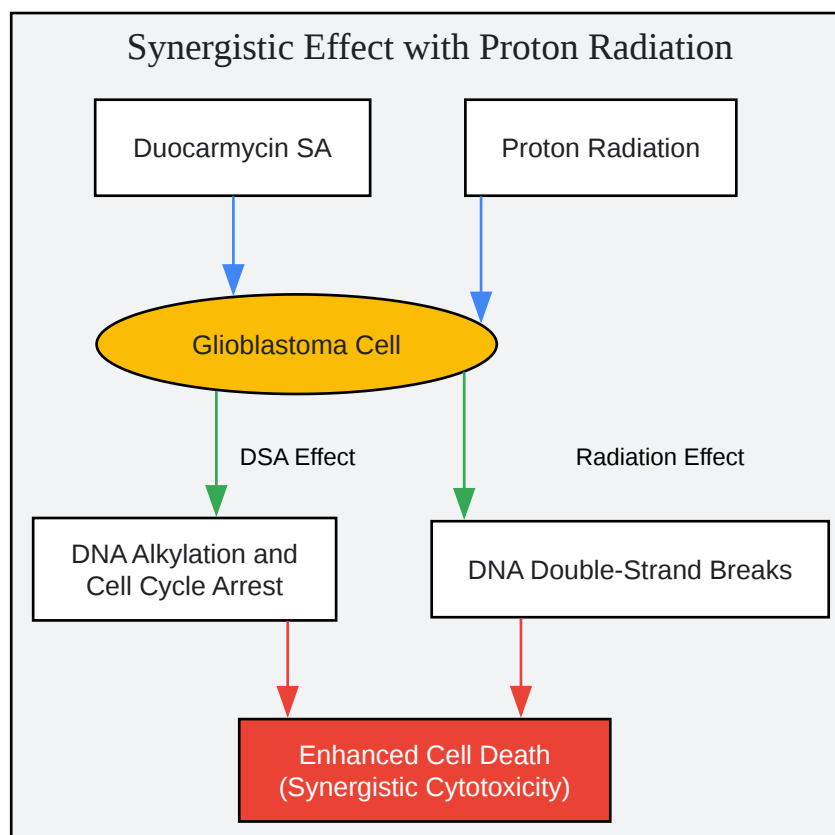 Synergistic Effect with Proton Radiation
Duocarmycin SA
Proton Radiation
Glioblastoma Cell
DSA Effect
Radiation Effect
DNA Alkylation and
Cell Cycle Arrest
DNA Double-Strand Breaks
Enhanced Cell Death
(Synergistic Cytotoxicity)